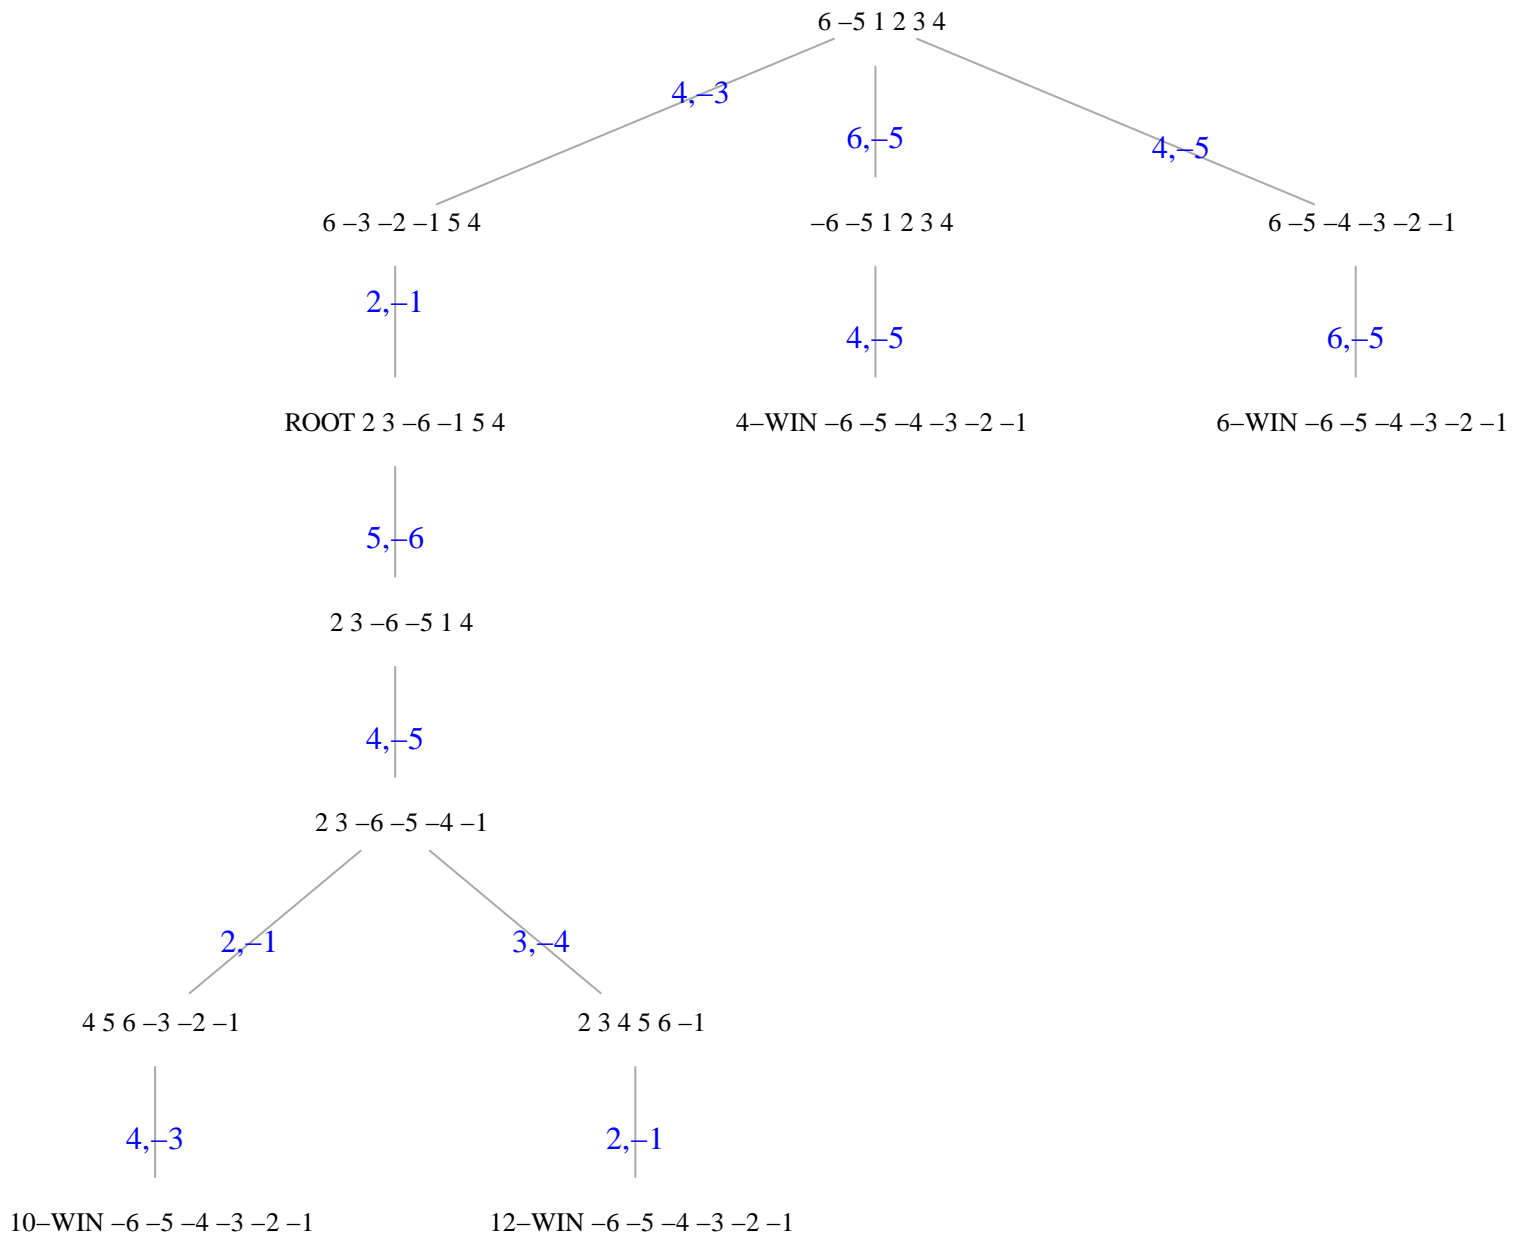 6 –5 1 2 3 4
4,–3
6,–5
4,–5
6 –3 –2 –1 5 4
–6 –5 1 2 3 4
6 –5 –4 –3 –2 –1
2,–1
4,–5
6,–5
ROOT 2 3 –6 –1 5 4
4–WIN –6 –5 –4 –3 –2 –1
6–WIN –6 –5 –4 –3 –2 –1
5,–6
2 3 –6 –5 1 4
4,–5
2 3 –6 –5 –4 –1
2,–1
3,–4
4 5 6 –3 –2 –1
2 3 4 5 6 –1
4,–3
2,–1
10–WIN –6 –5 –4 –3 –2 –1
12–WIN –6 –5 –4 –3 –2 –1